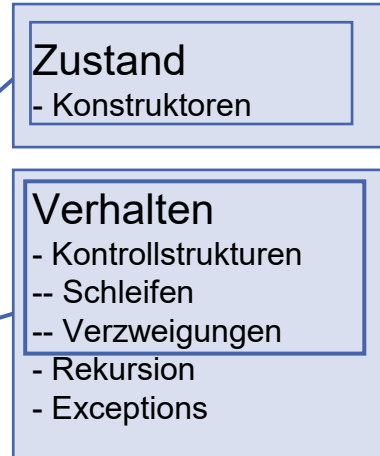 Zustand
- Konstruktoren
Verhalten
- Kontrollstrukturen
-- Schleifen
-- Verzweigungen
- Rekursion
- Exceptions